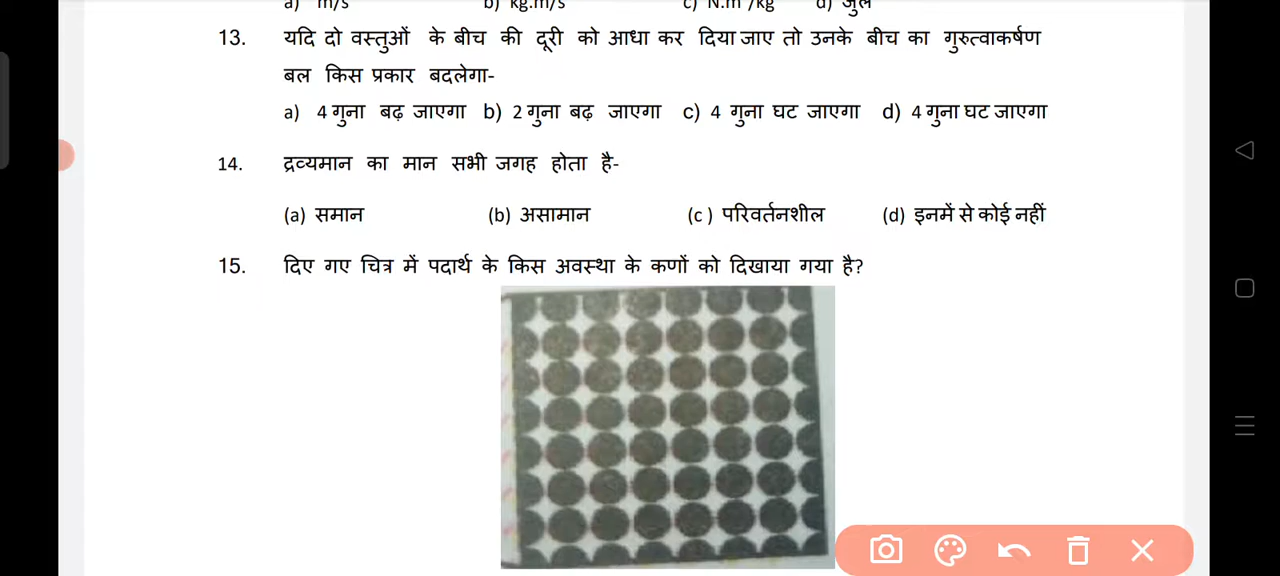 a) m/s b) kg.m/s c) N.m /kg d) जुल
13. यदि दो वस्तुओं के बीच की दूरी को आधा कर दिया जाए तो उनके बीच का गुरुत्वाकर्षण
बल किस प्रकार बदलेगा-
a) 4 गुना बढ़ जाएगा b) 2 गुना बढ़ जाएगा c) 4 गुना घट जाएगा d) 4 गुना घट जाएगा
14. द्रव्यमान का मान सभी जगह होता है-
(a) समान (b) असामान (c ) परिवर्तनशील (d) इनमें से कोई नहीं
15. दिए गए चित्र में पदार्थ के किस अवस्था के कणों को दिखाया गया है?